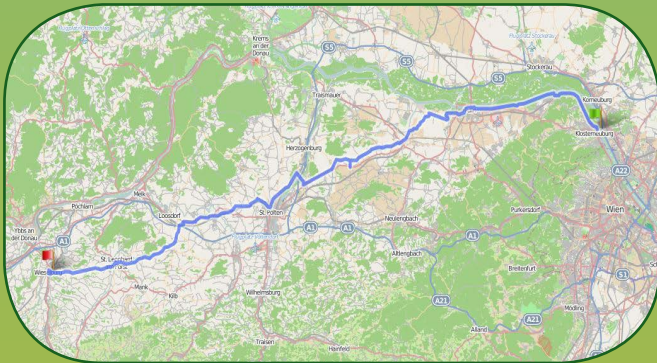 Krems
an der
Donau
S5
S5
S5
Stockerau
Korneuburg
Traismauer
Klosterneuburg
Herzogenburg
A22
Melk
Pöchlarn
Loosdorf
St. Pölten
Wien
Purkersdorf
Ybbs an
der Donau
A1
A1
A1
Neulengbach
A1
Altlengbach
St. Leonhard
Breitenfurt
S1
Mank
Kilb
Wilhelmsburg
A21
Mödling
A21
Alland
Traisen
Hainfeld